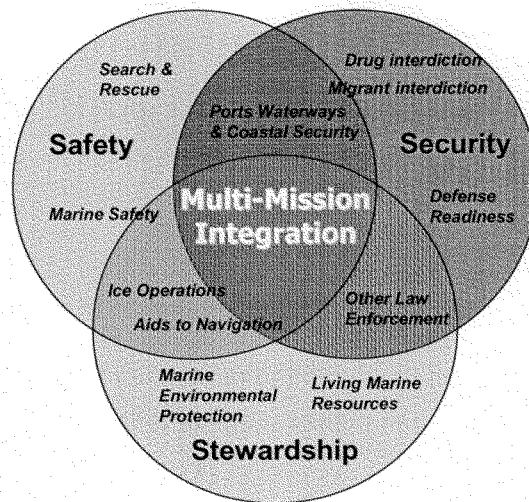 Search &
Rescue
Drug interdiction
Migrant interdiction
Ports Waterways
& Coastal Security
Safety
Security
Multi-Mission
Integration
Marine Safety
Defense
Readiness
Ice Operations
Aids to Navigation
Other Law
Enforcement
Marine
Environmental
Protection
Living Marine
Resources
Stewardship